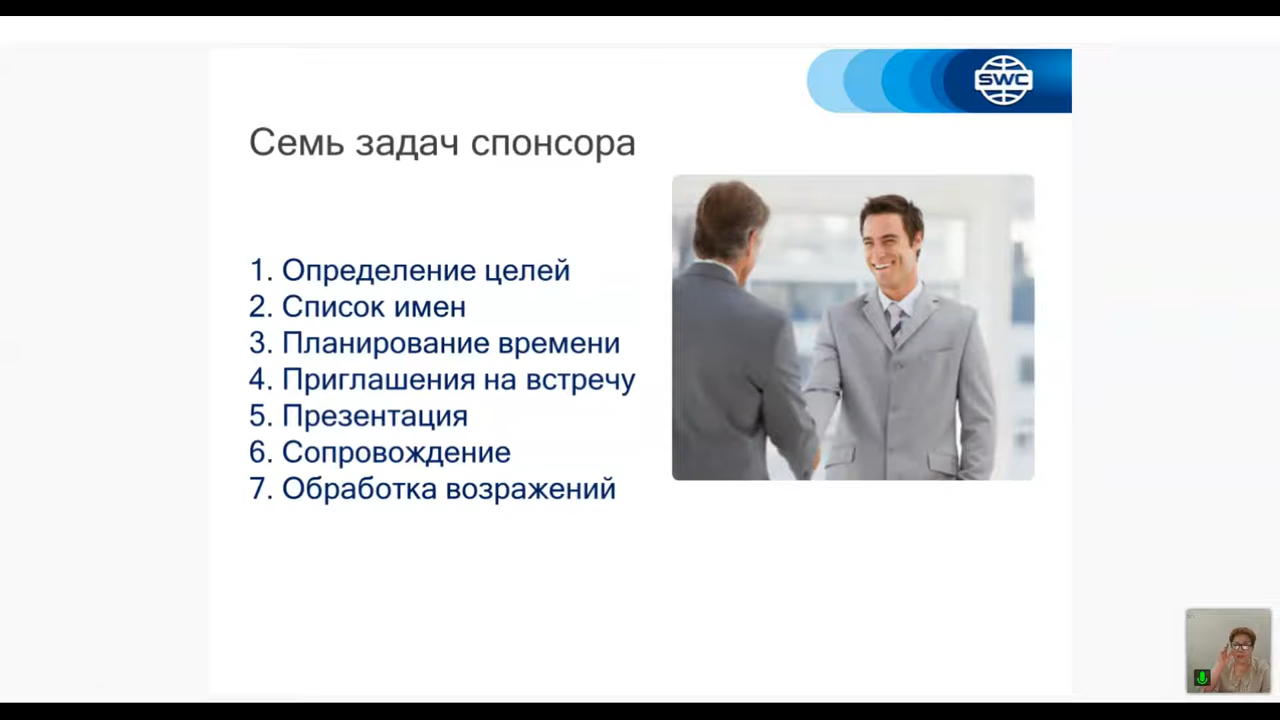 SWC
Семь задач спонсора
1. Определение целей
2. Список имен
3. Планирование времени
4. Приглашения на встречу
5. Презентация
6. Сопровождение
7. Обработка возражений